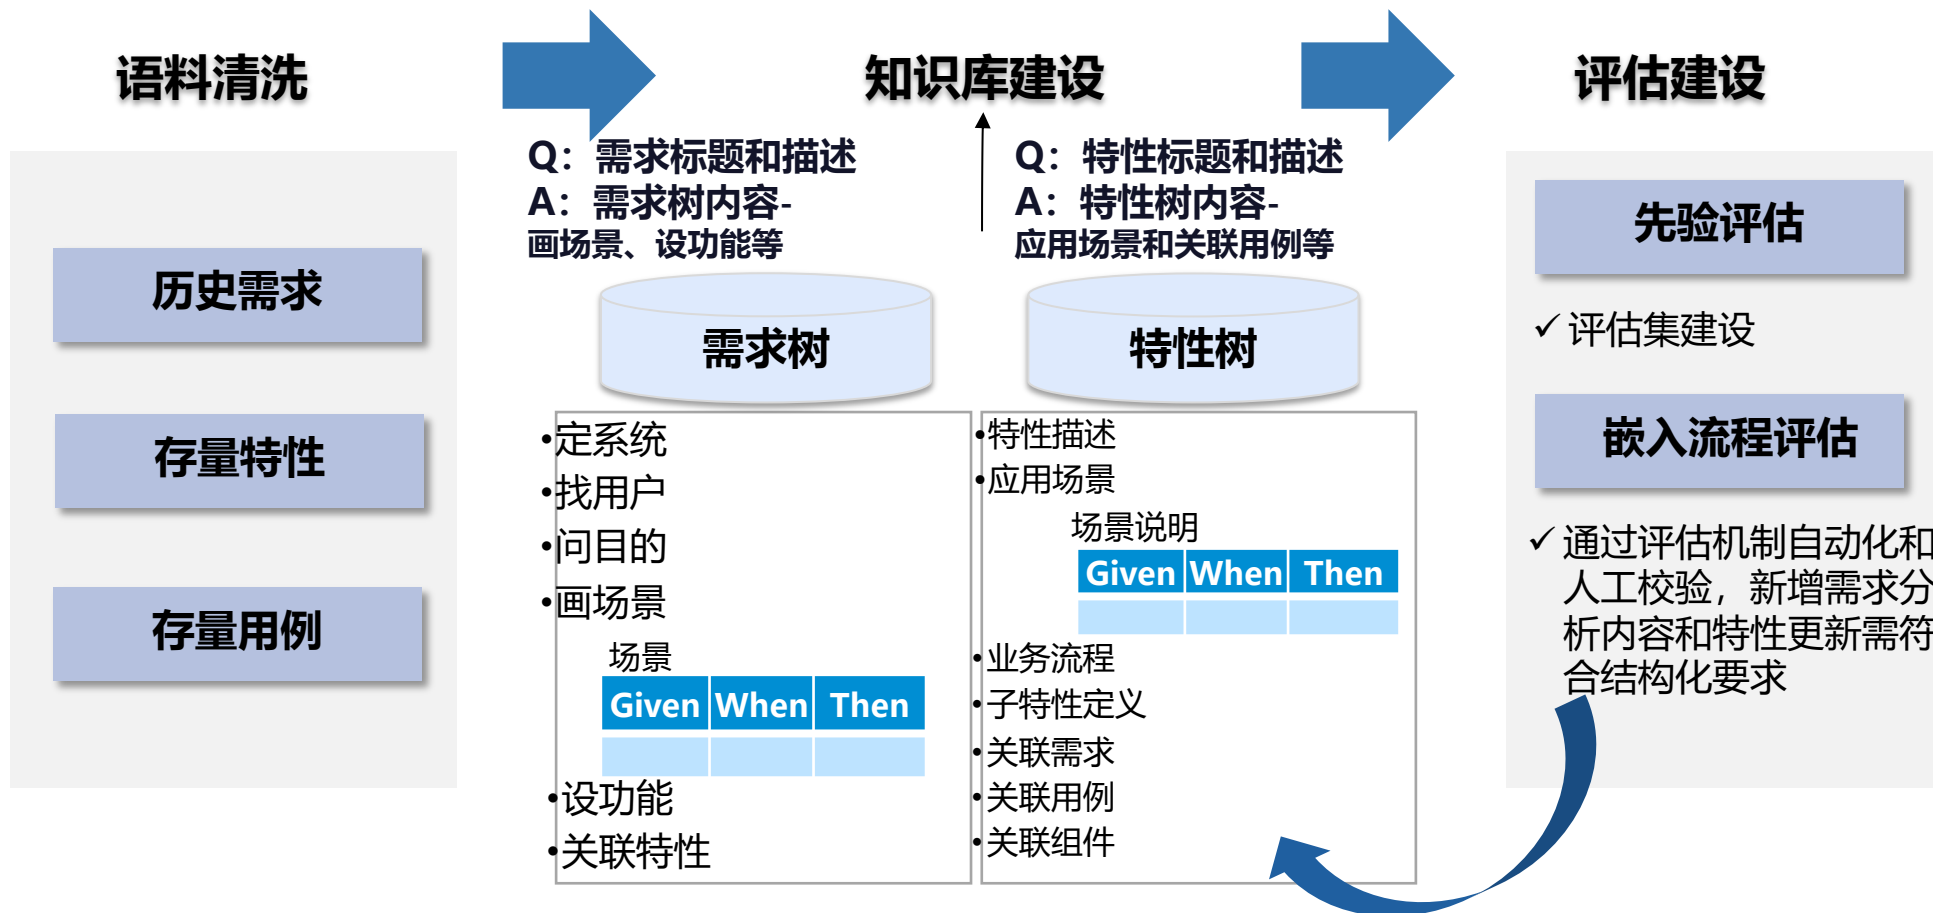 语料清洗
历史需求
存量特性
存量用例
知识库建设
Q：需求标题和描述
A：需求树内容-
画场景、设功能等
Q：特性标题和描述
A：特性树内容-
应用场景和关联用例等
需求树
•定系统
•找用户
•问目的
•画场景
场景
Given When Then
•设功能
•关联特性
特性树
•特性描述
•应用场景
场景说明
Given When Then
•业务流程
•子特性定义
•关联需求
•关联用例
•关联组件
评估建设
先验评估
✓评估集建设
嵌入流程评估
✓通过评估机制自动化和
人工校验，新增需求分
析内容和特性更新需符
合结构化要求